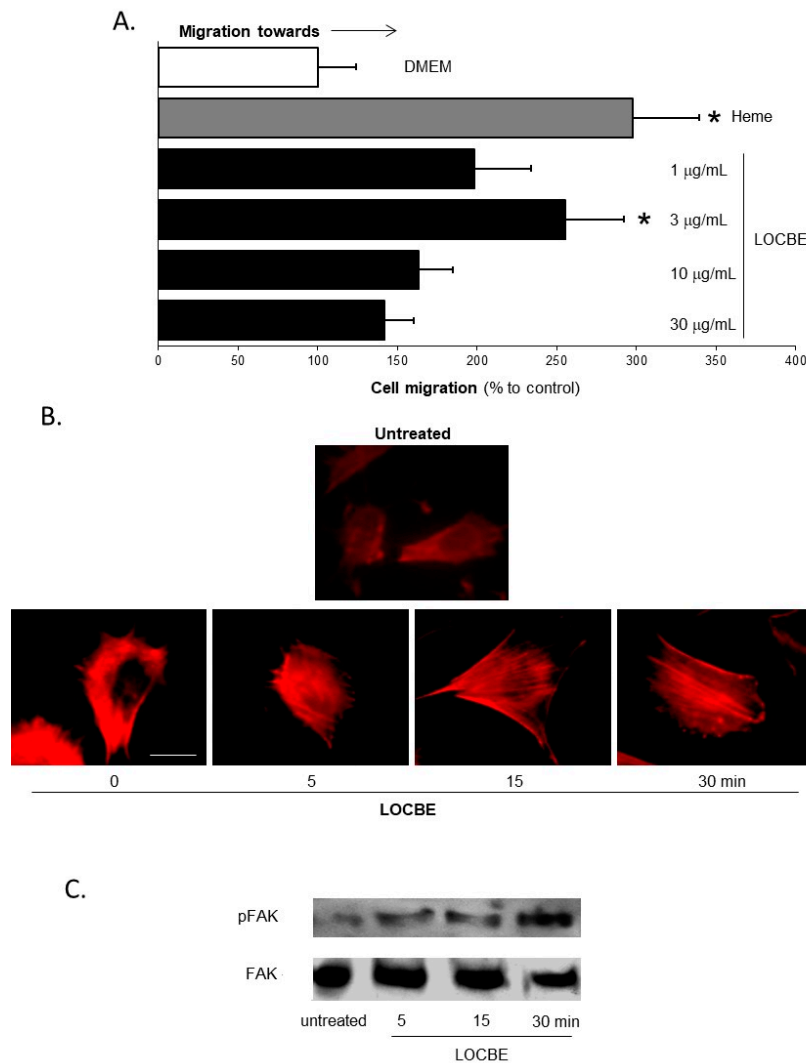 A.
Migration towards
DMEM
* Heme
1 μg/mL
* 3 μg/mL
LOCBE
10 μg/mL
30 μg/mL
0 50 100 150 200 250 300 350 400
Cell migration (% to control)
B.
Untreated
0 5 15 30 min
LOCBE
C.
pFAK
FAK
untreated 5 15 30 min
LOCBE